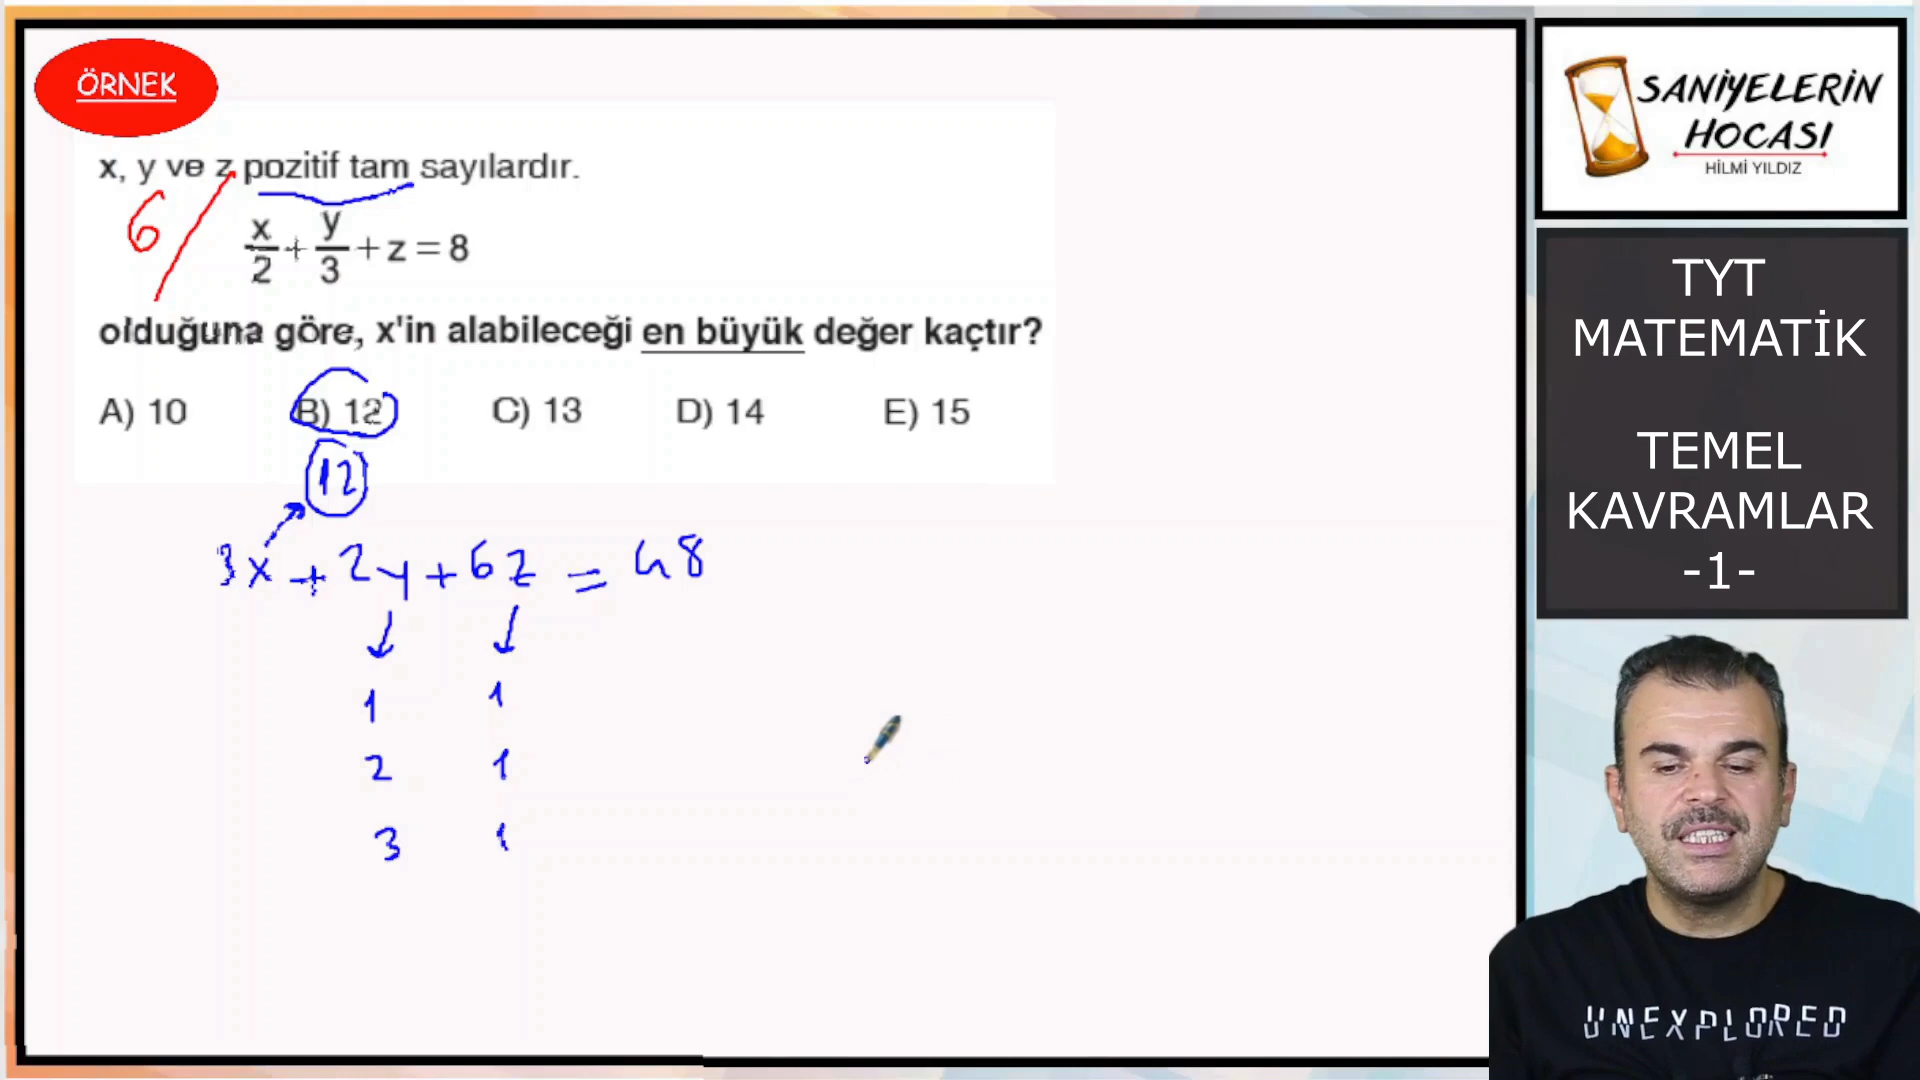 ÖRNEK
x, y ve z pozitif tam sayılardır.
6
x/2 + y/3 + z = 8
olduğuna göre, x'in alabileceği en büyük değer kaçtır?
A) 10 B) 12 C) 13 D) 14 E) 15
12
3x + 2y + 6z = 48
1 1
2 1
3 1
SANİYELERİN
HOCASI
HİLMİ YILDIZ
TYT
MATEMATİK
TEMEL
KAVRAMLAR
-1-
UNEXPLORED